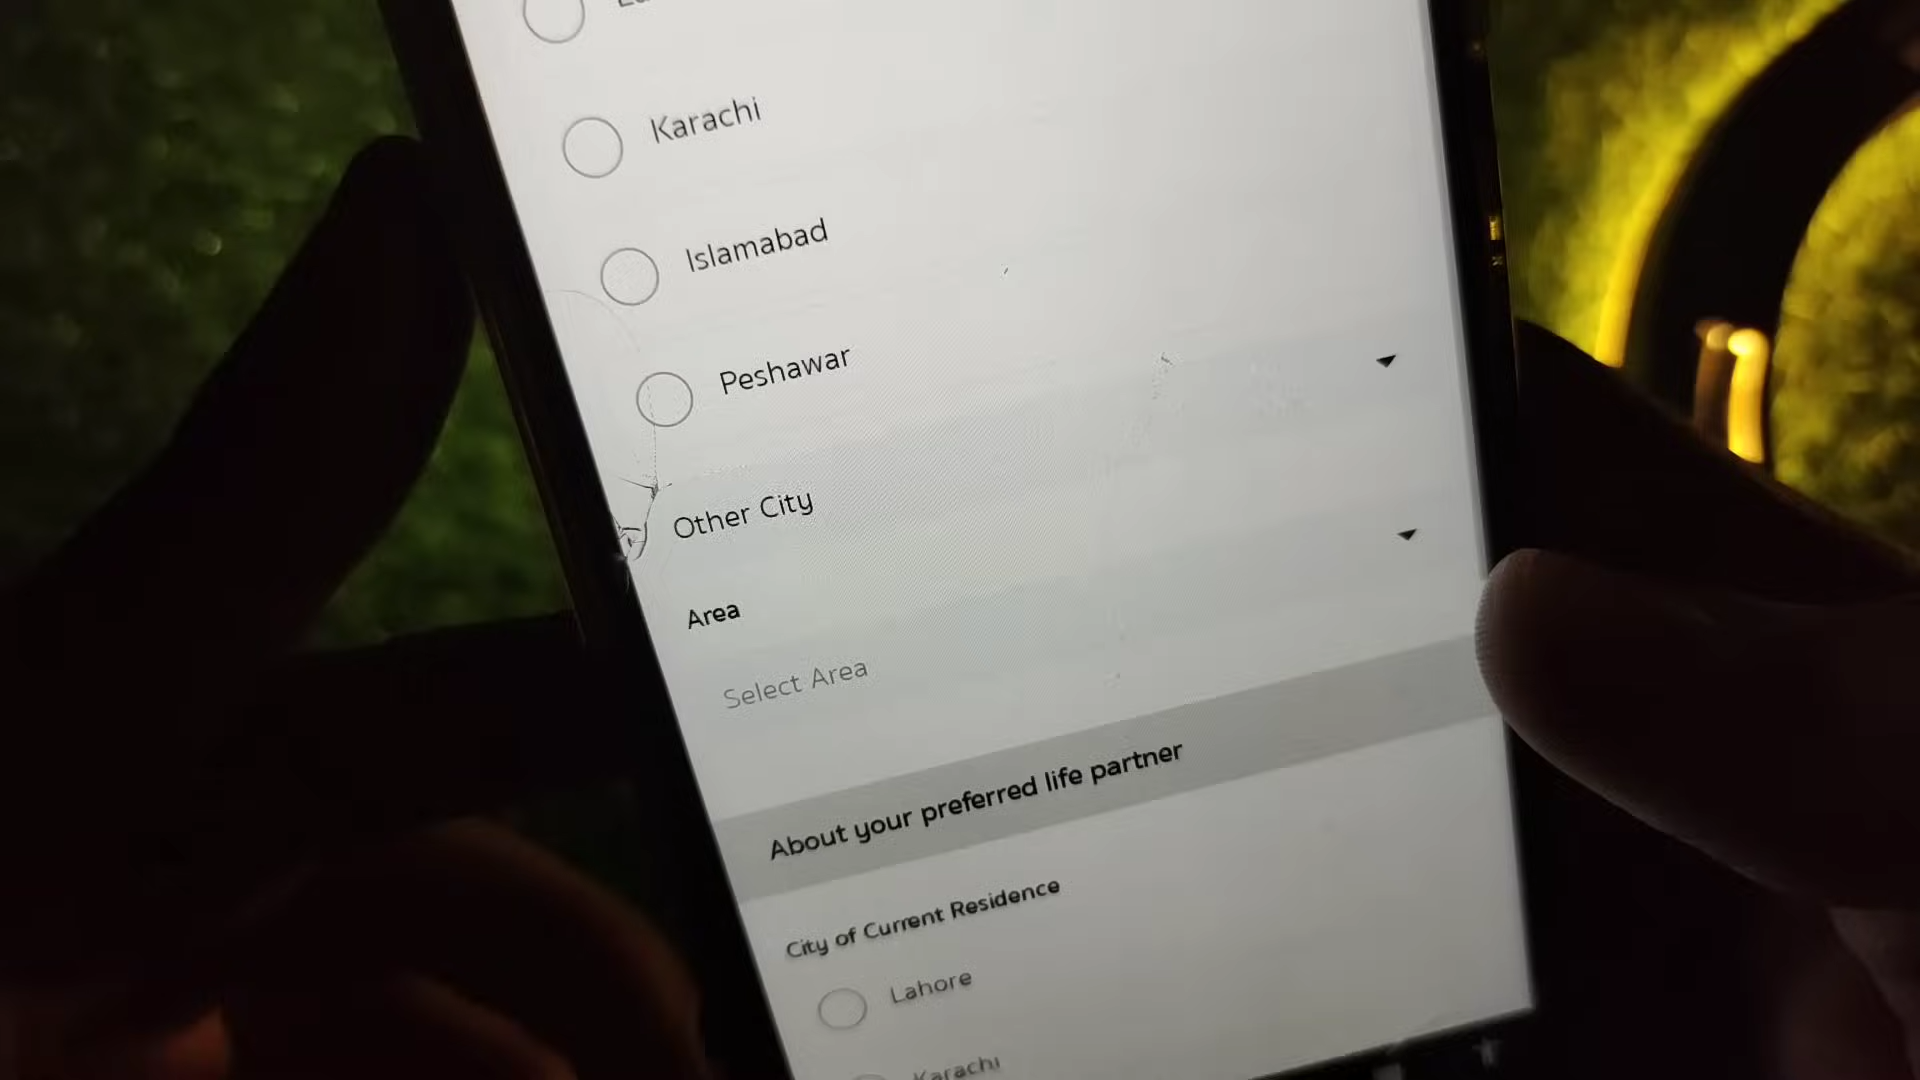 Karachi
Islamabad
Peshawar
Other City
Area
Select Area
About your preferred life partner
City of Current Residence
Lahore
Karachi